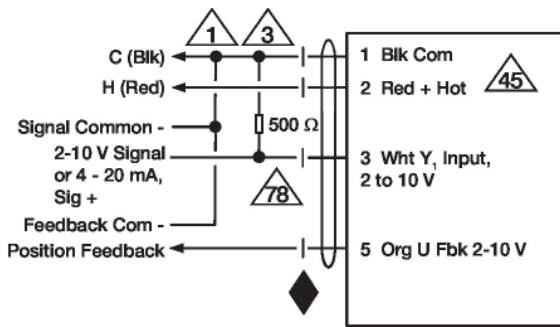 1
3
C (Blk)
1 Blk Com
H (Red)
2 Red + Hot
45
Signal Common -
500 Ω
2-10 V Signal
or 4 - 20 mA,
Sig +
3 Wht Y₁ Input,
2 to 10 V
78
Feedback Com -
Position Feedback
5 Org U Fbk 2-10 V